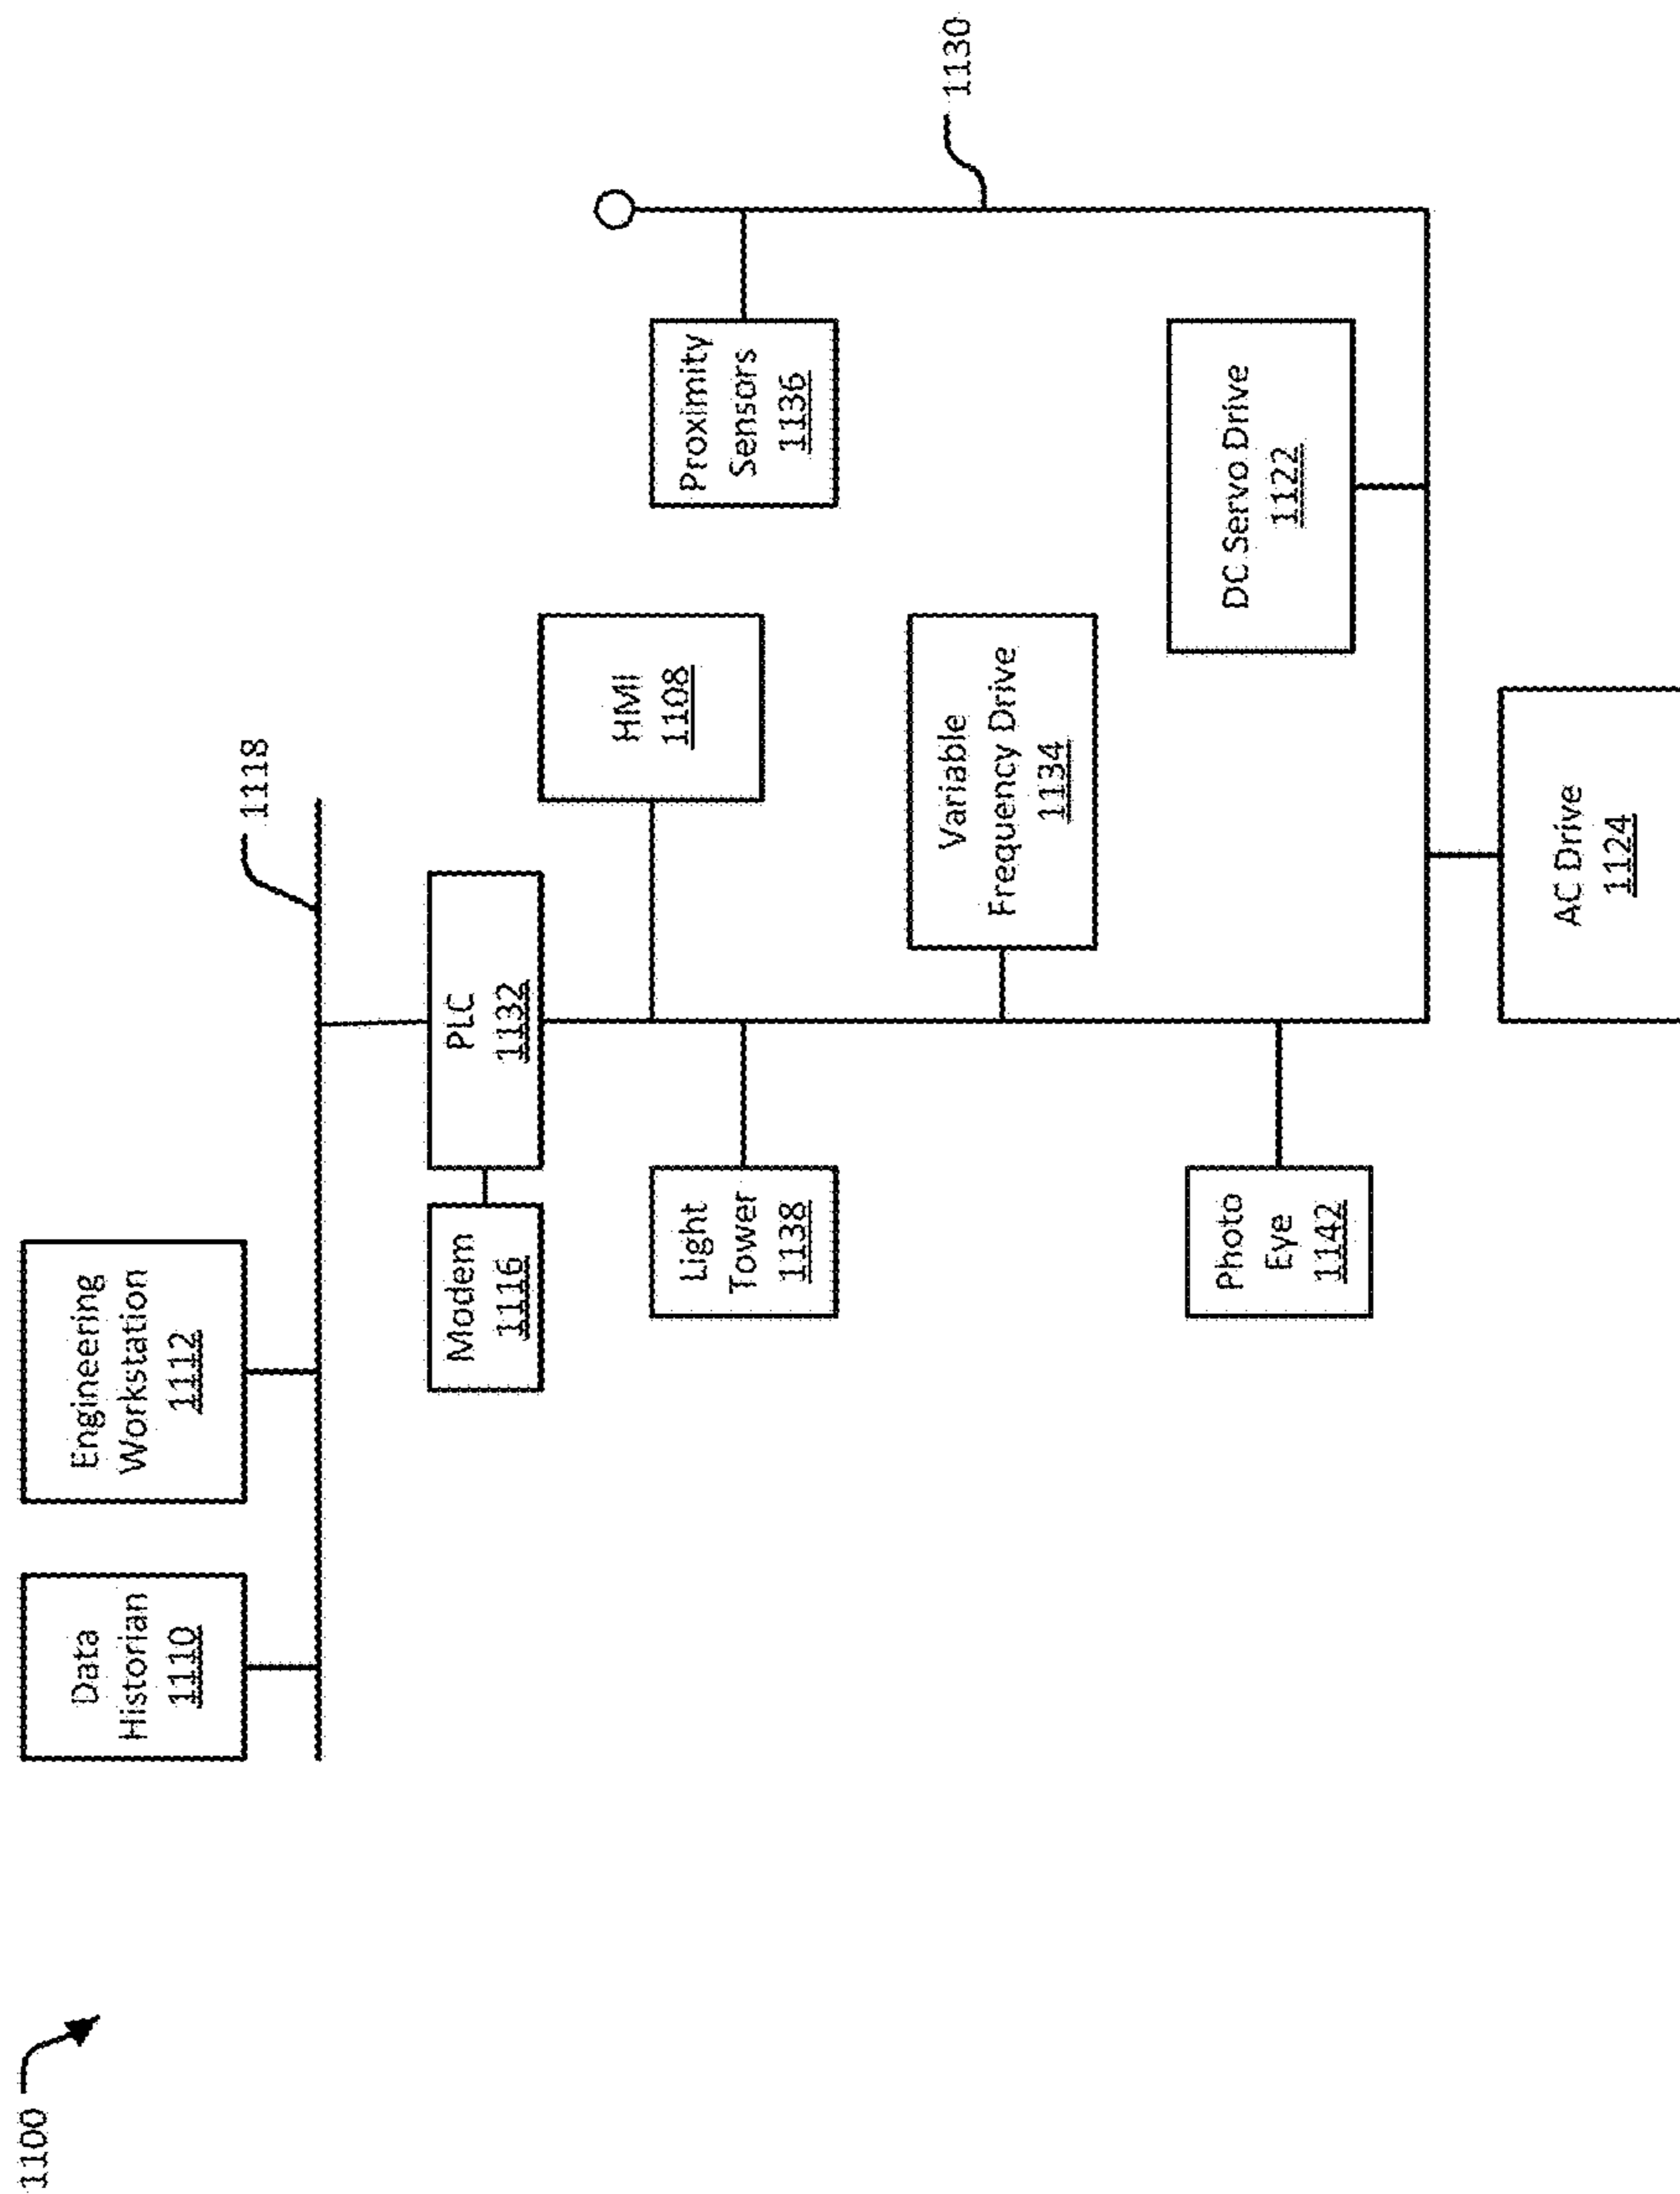 1100
Data
Historian
1110
Engineering
Workstation
1112
1118
Modem
1116
PLC
1132
HMI
1108
Light
Tower
1138
Proximity
Sensors
1136
1130
Variable
Frequency Drive
1134
Photo
Eye
1142
DC Servo Drive
1122
AC Drive
1124